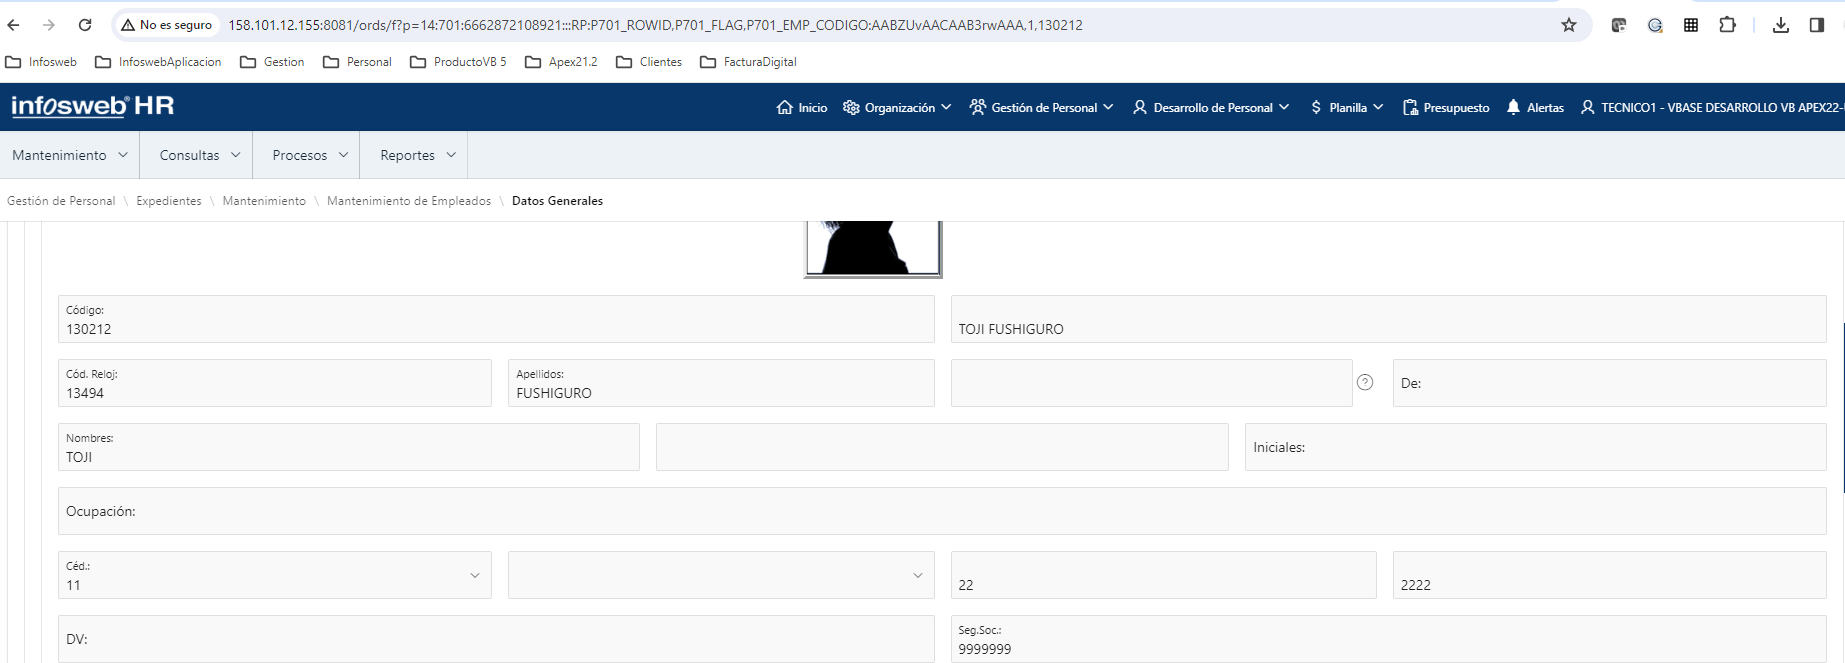 No es seguro 158.101.12.155:8081/ords/f?p=14:701:6662872108921:::RP:P701_ROWID,P701_FLAG,P701_EMP_CODIGO:AABZUvAACAAB3rwAAA,1,130212
Infosweb InfoswebAplicacion Gestion Personal ProductoVB 5 Apex21.2 Clientes FacturaDigital
infosweb® HR Inicio Organización Gestión de Personal Desarrollo de Personal Planilla Presupuesto Alertas TECNICO1 - VBASE DESARROLLO VB APEX22-
Mantenimiento Consultas Procesos Reportes
Gestión de Personal \ Expedientes \ Mantenimiento \ Mantenimiento de Empleados \ Datos Generales
Código:
130212 TOJI FUSHIGURO
Cód. Reloj: Apellidos:
13494 FUSHIGURO ? De:
Nombres:
TOJI Iniciales:
Ocupación:
Céd.:
11 22 2222
DV: Seg.Soc.:
9999999